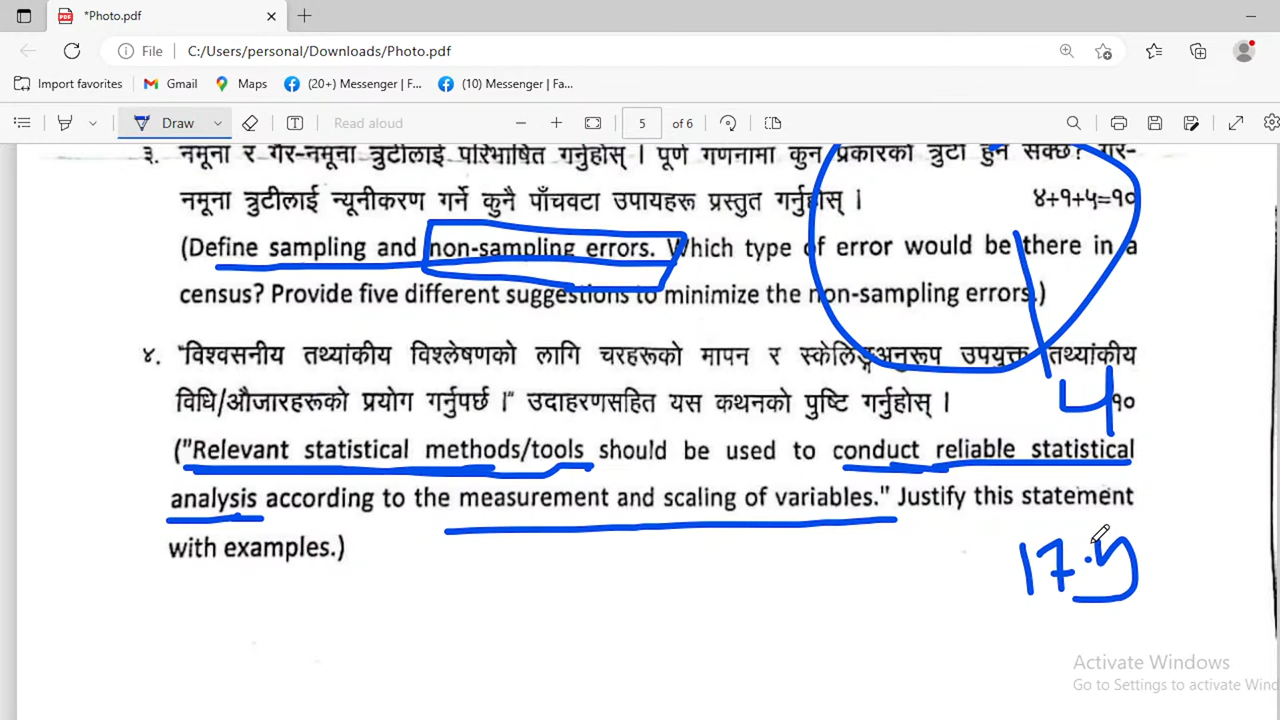 *Photo.pdf
File C:/Users/personal/Downloads/Photo.pdf
Import favorites Gmail Maps (20+) Messenger | F... (10) Messenger | Fa...
Draw Read aloud 5 of 6
३. नमूना र गैर-नमूना त्रुटीलाई परिभाषित गर्नुहोस् । पूर्ण गणनामा कुन प्रकारको त्रुटी हुन सक्छ? गैर-
नमूना त्रुटीलाई न्यूनीकरण गर्ने कुनै पाँचवटा उपायहरू प्रस्तुत गर्नुहोस् । ४+१+५=१०
(Define sampling and non-sampling errors. Which type of error would be there in a
census? Provide five different suggestions to minimize the non-sampling errors.)
४. "विश्वसनीय तथ्यांकीय विश्लेषणको लागि चरहरूको मापन र स्केलिङ्गअनुरूप उपयुक्त तथ्यांकीय
विधि/औजारहरूको प्रयोग गर्नुपर्छ ।" उदाहरणसहित यस कथनको पुष्टि गर्नुहोस् । १०
("Relevant statistical methods/tools should be used to conduct reliable statistical
analysis according to the measurement and scaling of variables." Justify this statement
with examples.)
Activate Windows
Go to Settings to activate Wind